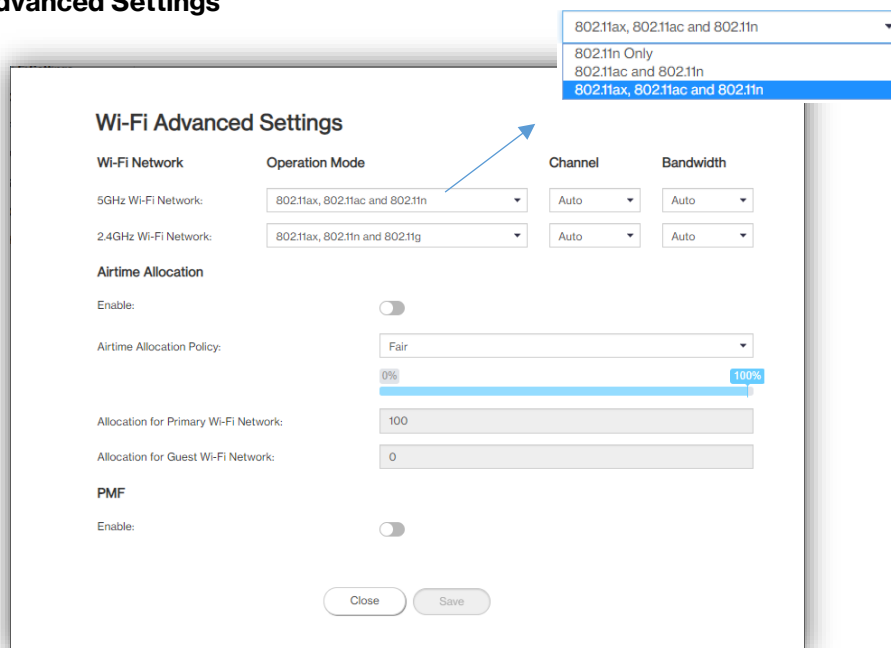 dvanced Settings
802.11ax, 802.11ac and 802.11n
802.11n Only
802.11ac and 802.11n
802.11ax, 802.11ac and 802.11n
Wi-Fi Advanced Settings
Wi-Fi Network Operation Mode Channel Bandwidth
5GHz Wi-Fi Network: 802.11ax, 802.11ac and 802.11n Auto Auto
2.4GHz Wi-Fi Network: 802.11ax, 802.11n and 802.11g Auto Auto
Airtime Allocation
Enable:
Airtime Allocation Policy: Fair
0% 100%
Allocation for Primary Wi-Fi Network: 100
Allocation for Guest Wi-Fi Network: 0
PMF
Enable:
Close Save